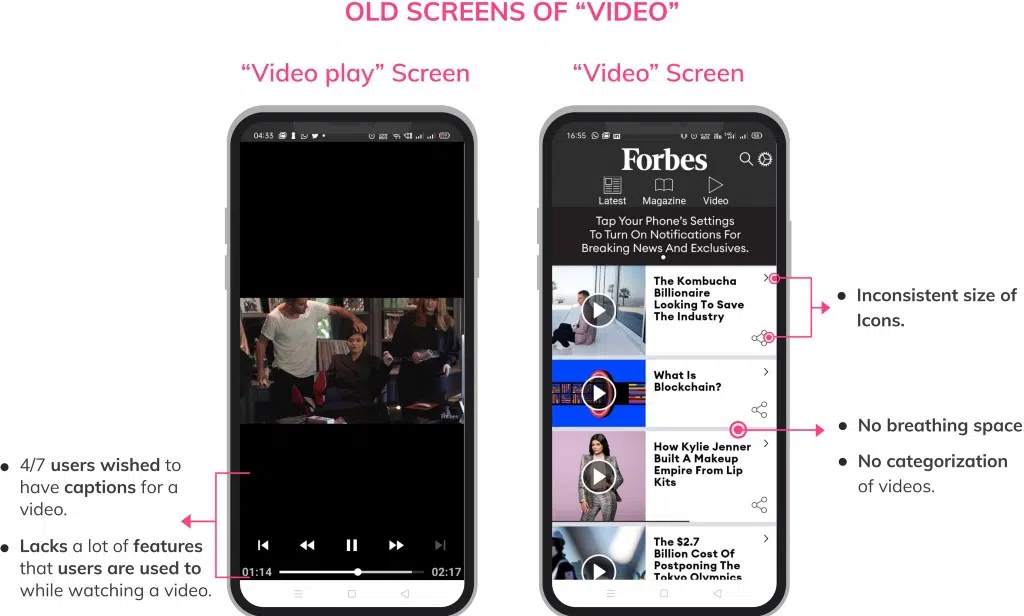 OLD SCREENS OF “VIDEO”
“Video play” Screen
“Video” Screen
04:33
Forbes
01:14
02:17
4/7 users wished to
have captions for a
video.
Lacks a lot of features
that users are used to
while watching a video.
16:55
Forbes
Latest
Magazine
Video
Tap Your Phone’s Settings
To Turn On Notifications For
Breaking News And Exclusives.
The Kombucha
Billionaire
Looking To Save
The Industry
What Is
Blockchain?
How Kylie Jenner
Built A Makeup
Empire From Lip
Kits
The $2.7
Billion Cost Of
Postponing The
Tokyo Olympics
Inconsistent size of
Icons.
No breathing space
No categorization
of videos.